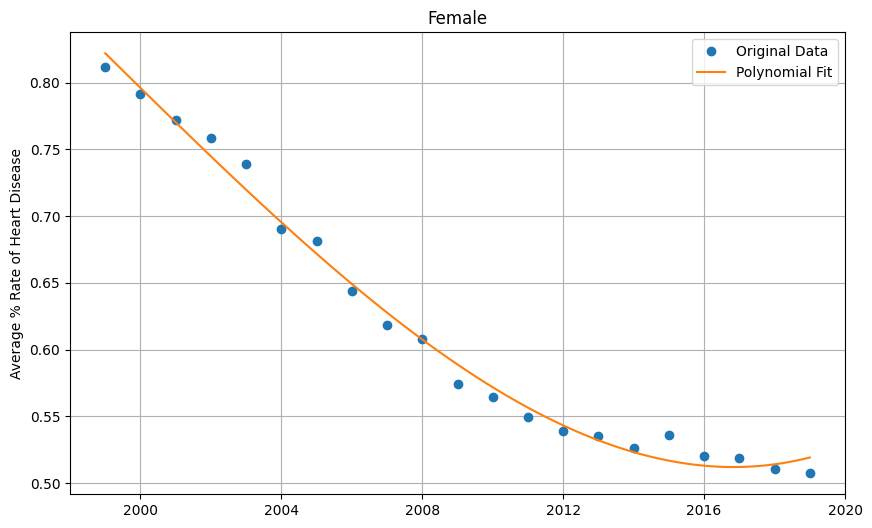 Female
Original Data
Polynomial Fit
Average % Rate of Heart Disease
0.80
0.75
0.70
0.65
0.60
0.55
0.50
2000 2004 2008 2012 2016 2020